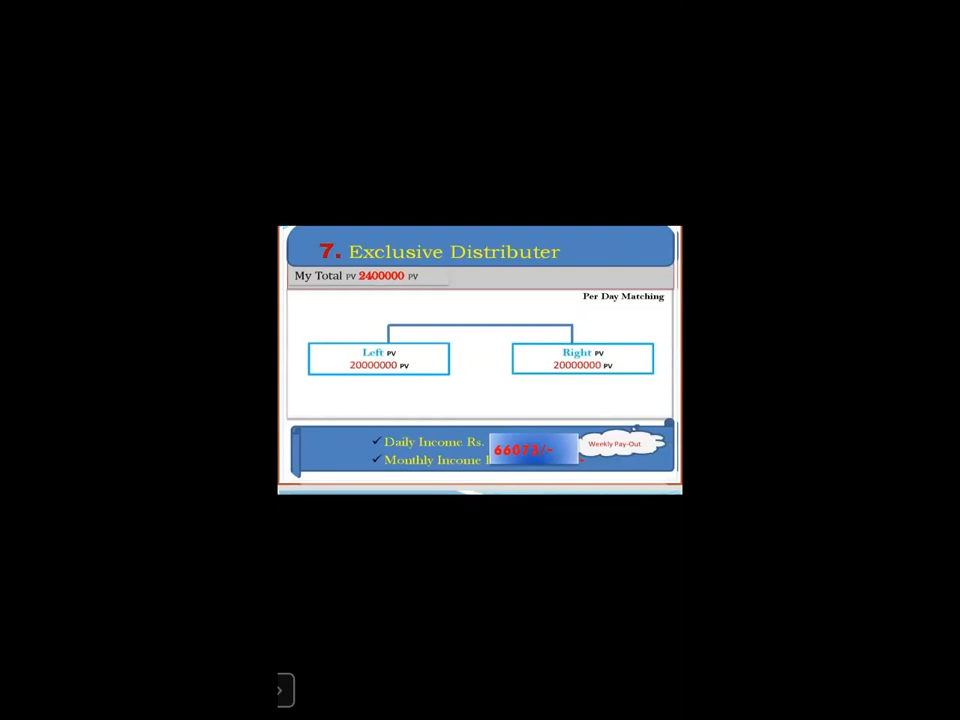 7. Exclusive Distributer
My Total PV 2400000 PV
Per Day Matching
Left PV
20000000 PV
Right PV
20000000 PV
Daily Income Rs.
Monthly Income
66073/-
Weekly Pay-Out